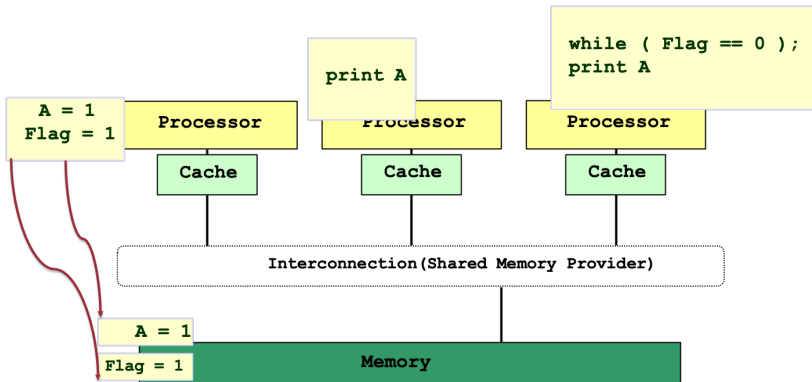 while ( Flag == 0 );
print A
print A
A = 1
Flag = 1
Processor
Processor
Processor
Cache
Cache
Cache
Interconnection(Shared Memory Provider)
A = 1
Flag = 1
Memory